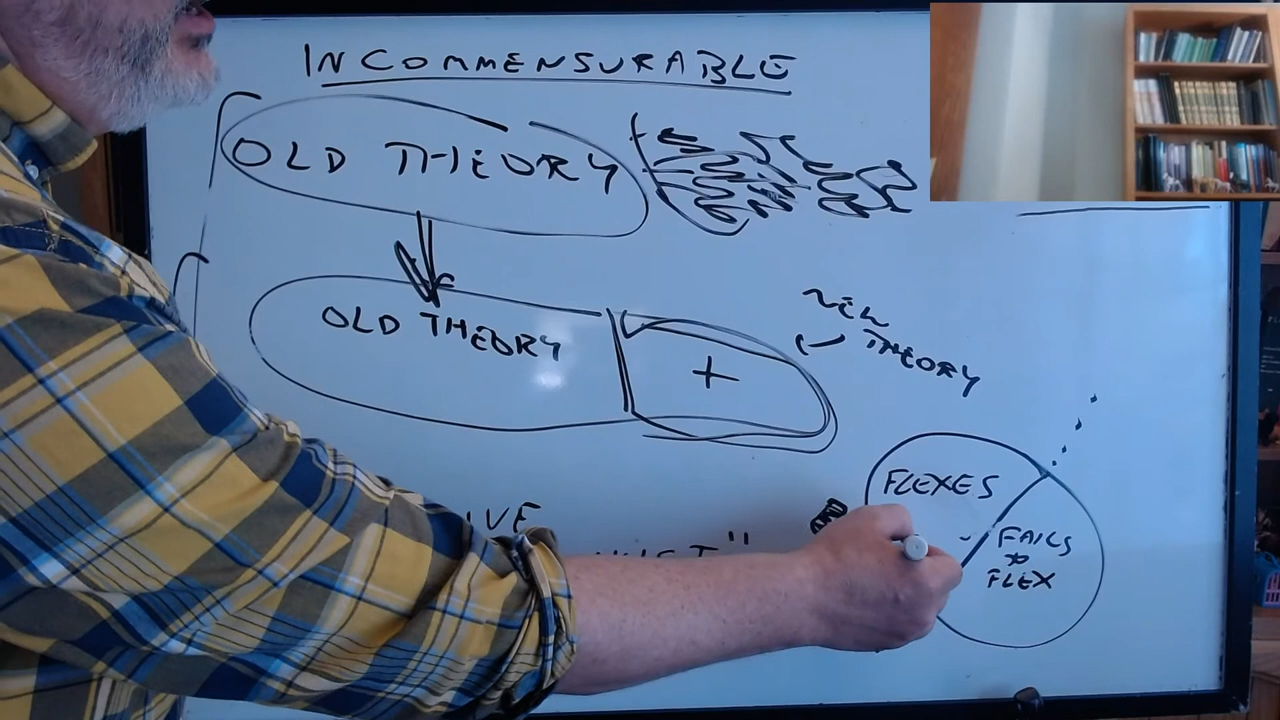 INCOMMENSURABLE
OLD THEORY
OLD THEORY
+
NEW
THEORY
FLEXES
FAILS
to
FLEX